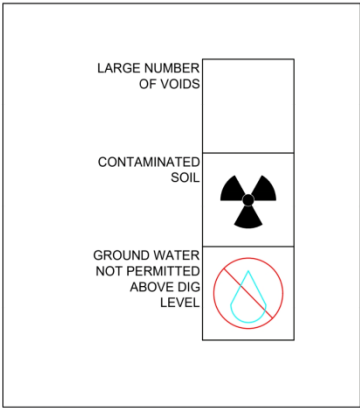 LARGE NUMBER
OF VOIDS
CONTAMINATED
SOIL
GROUND WATER
NOT PERMITTED
ABOVE DIG
LEVEL